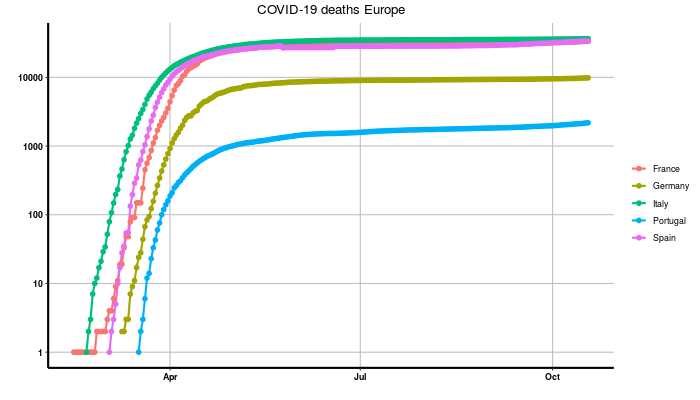 COVID-19 deaths Europe
10000
1000
100
10
1
Apr
Jul
Oct
France
Germany
Italy
Portugal
Spain